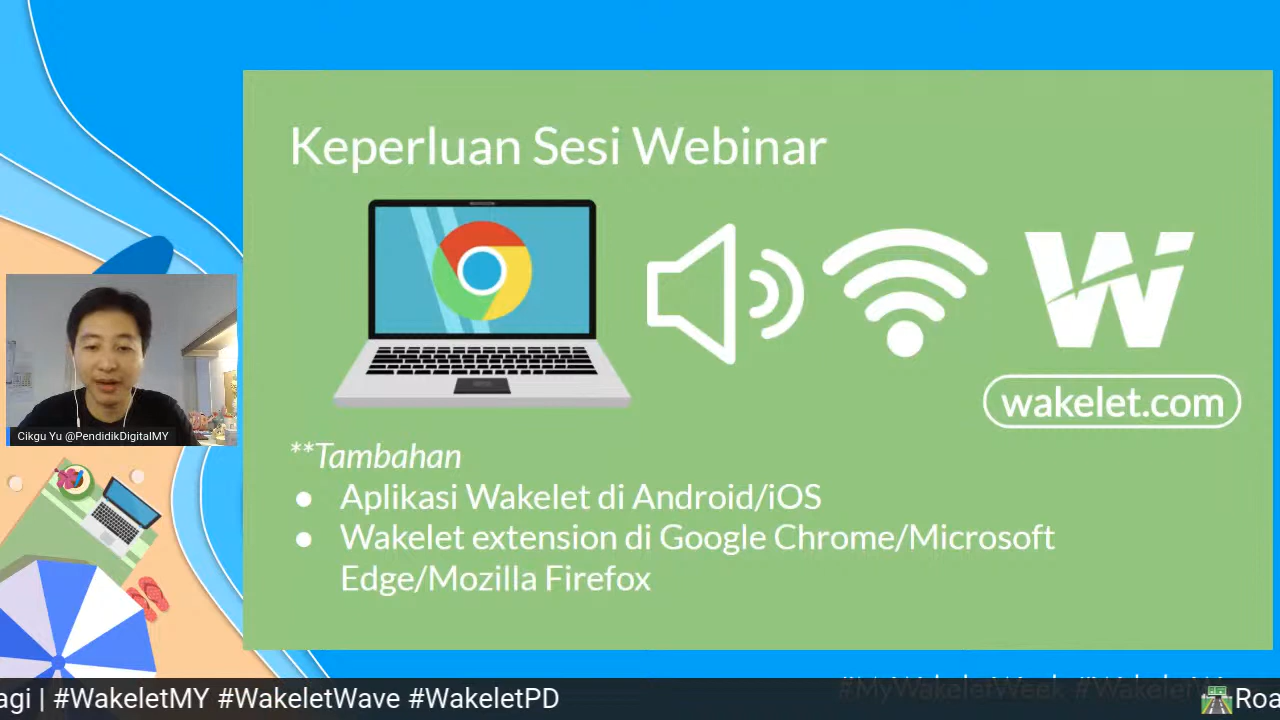 Keperluan Sesi Webinar
wakelet.com
**Tambahan
● Aplikasi Wakelet di Android/iOS
● Wakelet extension di Google Chrome/Microsoft
Edge/Mozilla Firefox
Cikgu Yu @PendidikDigitalMY
#MyWakeletWeek
agi | #WakeletMY #WakeletWave #WakeletPD
Roa